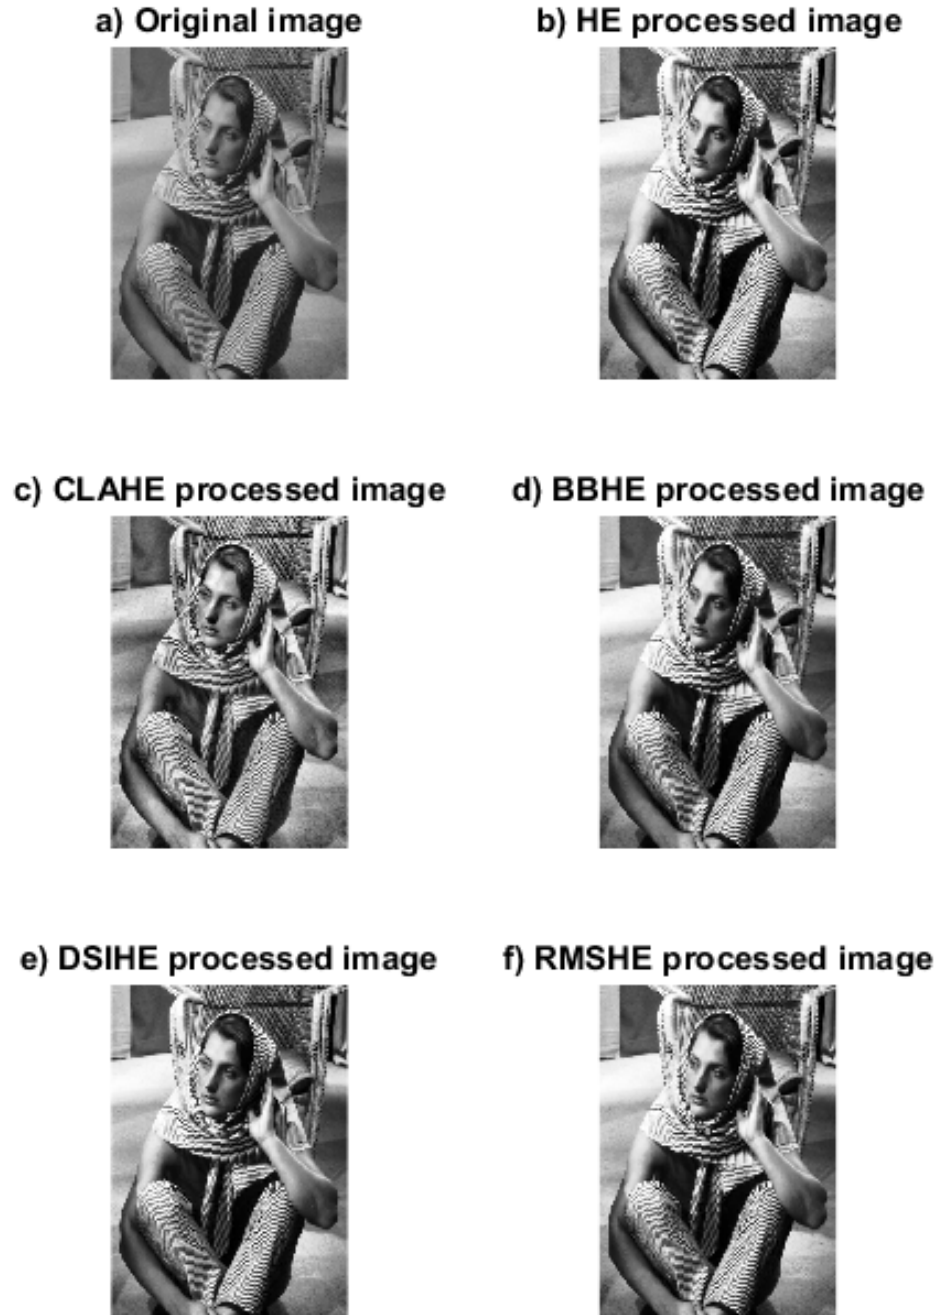 a) Original image
b) HE processed image
c) CLAHE processed image
d) BBHE processed image
e) DSIHE processed image
f) RMSHE processed image